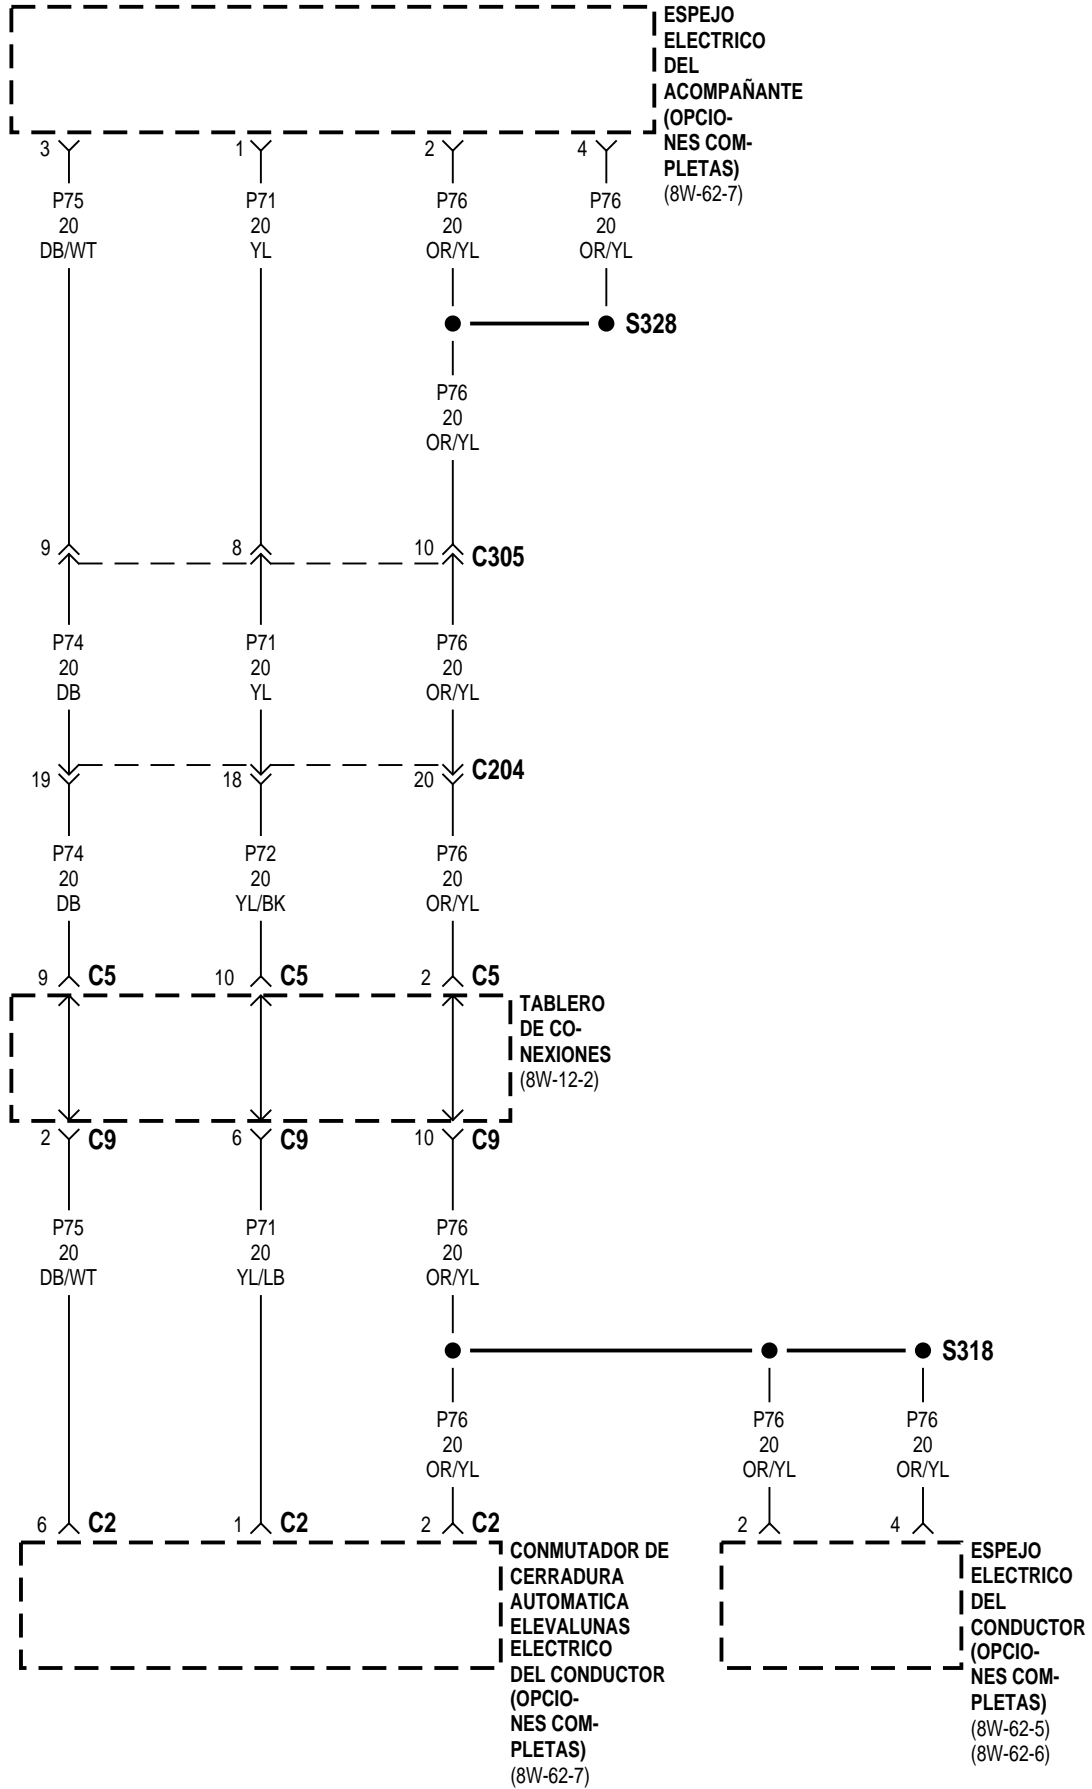 ESPEJO
ELECTRICO
DEL
ACOMPAÑANTE
(OPCIO-
NES COM-
PLETAS)
(8W-62-7)
3 1 2 4
P75 P71 P76 P76
20 20 20 20
DB/WT YL OR/YL OR/YL
S328
P76
20
OR/YL
9 8 10 C305
P74 P71 P76
20 20 20
DB YL OR/YL
19 18 20 C204
P74 P72 P76
20 20 20
DB YL/BK OR/YL
9 C5 10 C5 2 C5
TABLERO
DE CO-
NEXIONES
(8W-12-2)
2 C9 6 C9 10 C9
P75 P71 P76
20 20 20
DB/WT YL/LB OR/YL
S318
P76 P76 P76
20 20 20
OR/YL OR/YL OR/YL
6 C2 1 C2 2 C2 2 4
CONMUTADOR DE
CERRADURA
AUTOMATICA
ELEVALUNAS
ELECTRICO
DEL CONDUCTOR
(OPCIO-
NES COM-
PLETAS)
(8W-62-7)
ESPEJO
ELECTRICO
DEL
CONDUCTOR
(OPCIO-
NES COM-
PLETAS)
(8W-62-5)
(8W-62-6)